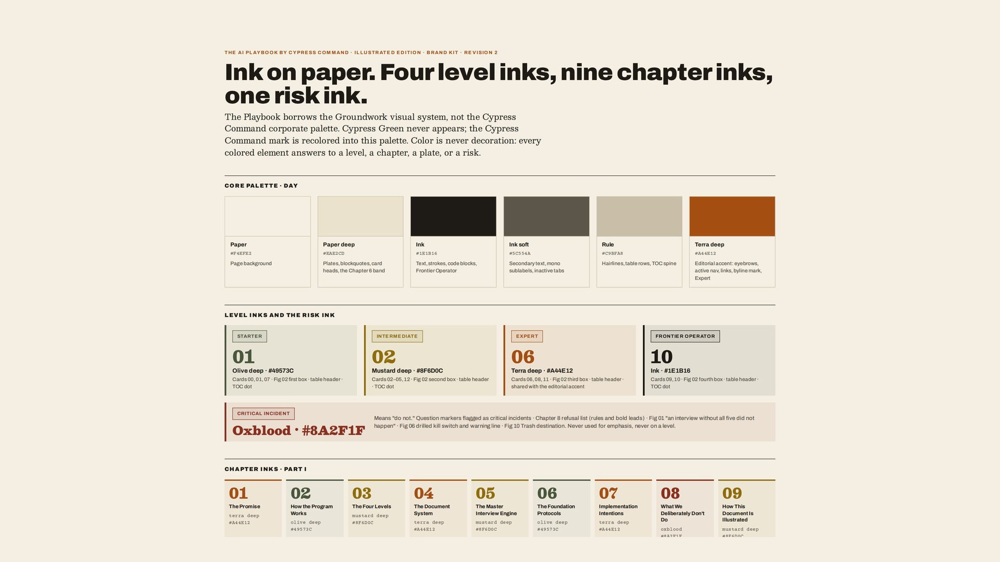 THE AI PLAYBOOK BY CYPRESS COMMAND · ILLUSTRATED EDITION · BRAND KIT · REVISION 2
Ink on paper. Four level inks, nine chapter inks,
one risk ink.
The Playbook borrows the Groundwork visual system, not the Cypress
Command corporate palette. Cypress Green never appears; the Cypress
Command mark is recolored into this palette. Color is never decoration: every
colored element answers to a level, a chapter, a plate, or a risk.
CORE PALETTE · DAY
Paper
#F4EFE2
Page background
Paper deep
#EAE2CD
Plates, blockquotes, card
heads, the Chapter 6 band
Ink
#1E1B16
Text, strokes, code blocks,
Frontier Operator
Ink soft
#5C554A
Secondary text, mono
sublabels, inactive tabs
Rule
#C9BFA8
Hairlines, table rows, TOC spine
Terra deep
#A44E12
Editorial accent: eyebrows,
active nav, links, byline mark,
Expert
LEVEL INKS AND THE RISK INK
STARTER
01
Olive deep · #49573C
Cards 00, 01, 07 · Fig 02 first box · table header ·
TOC dot
INTERMEDIATE
02
Mustard deep · #8F6D0C
Cards 02–05, 12 · Fig 02 second box · table header
· TOC dot
EXPERT
06
Terra deep · #A44E12
Cards 06, 08, 11 · Fig 02 third box · table header ·
shared with the editorial accent
FRONTIER OPERATOR
10
Ink · #1E1B16
Cards 09, 10 · Fig 02 fourth box · table header ·
TOC dot
CRITICAL INCIDENT
Oxblood · #8A2F1F
Means "do not." Question markers flagged as critical incidents · Chapter 8 refusal list (rules and bold leads) · Fig 01 "an interview without all five did not
happen" · Fig 06 drilled kill switch and warning line · Fig 10 Trash destination. Never used for emphasis, never on a level.
CHAPTER INKS · PART I
01
The Promise
terra deep
#A44E12
02
How the Program
Works
olive deep
#49573C
03
The Four Levels
mustard deep
#8F6D0C
04
The Document
System
terra deep
#A44E12
05
The Master
Interview Engine
mustard deep
#8F6D0C
06
The Foundation
Protocols
olive deep
#49573C
07
Implementation
Intentions
terra deep
#A44E12
08
What We
Deliberately Don't
Do
oxblood
#8A2F1F
09
How This
Document Is
Illustrated
mustard deep
#8F6D0C